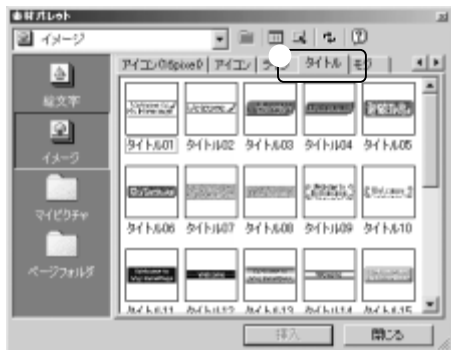 素材パレット
イメージ
アイコン(16pixel) アイコン タイトル
絵文字
イメージ
マイピクチャ
ページフォルダ
タイトル01 タイトル02 タイトル03 タイトル04 タイトル05
タイトル06 タイトル07 タイトル08 タイトル09 タイトル10
タイトル11 タイトル12 タイトル13 タイトル14 タイトル15
挿入 閉じる